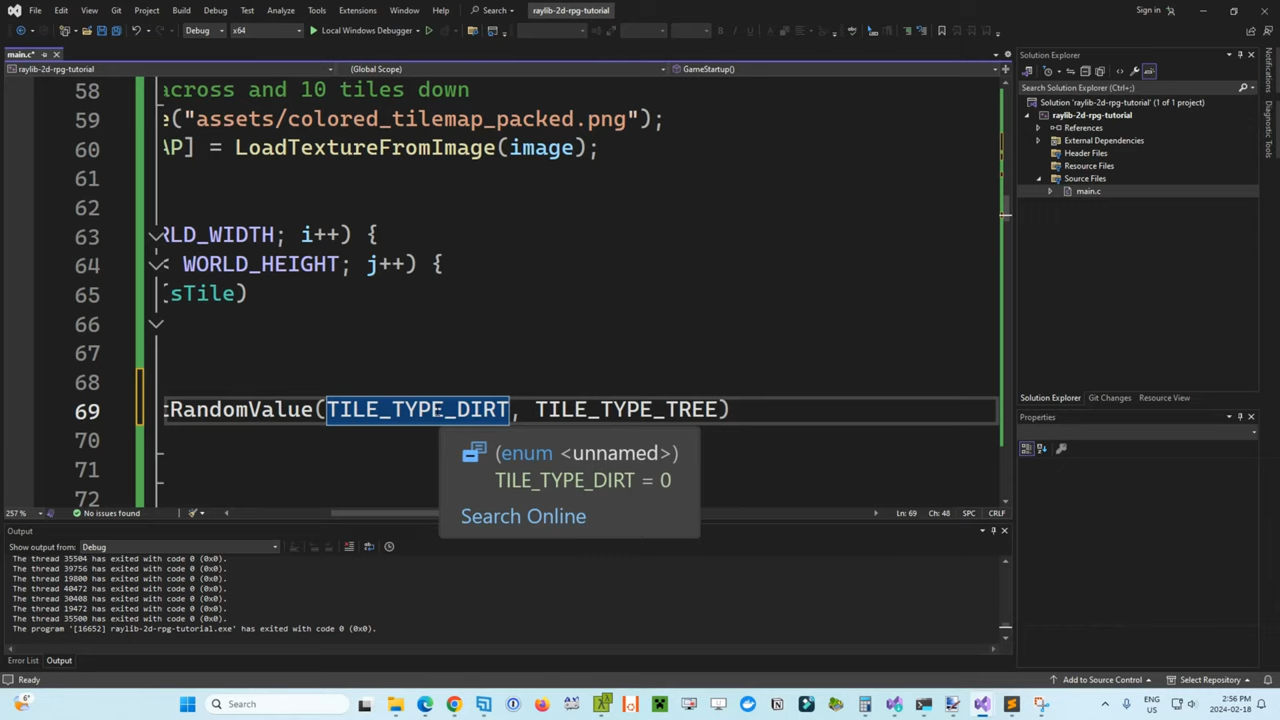 File Edit View Git Project Build Debug Test Analyze Tools Extensions Window Help Search raylib-2d-rpg-tutorial Sign in
Debug x64 Local Windows Debugger
main.c*
raylib-2d-rpg-tutorial (Global Scope) GameStartup()
58 across and 10 tiles down
59 e("assets/colored_tilemap_packed.png");
60 AP] = LoadTextureFromImage(image);
61
62
63 RLD_WIDTH; i++) {
64 < WORLD_HEIGHT; j++) {
65 (sTile)
66
67
68
69 tRandomValue(TILE_TYPE_DIRT, TILE_TYPE_TREE)
70
71
72
(enum <unnamed>)
TILE_TYPE_DIRT = 0
Search Online
257 % No issues found Ln: 69 Ch: 48 SPC CRLF
Output
Show output from: Debug
The thread 35504 has exited with code 0 (0x0).
The thread 39756 has exited with code 0 (0x0).
The thread 19800 has exited with code 0 (0x0).
The thread 40472 has exited with code 0 (0x0).
The thread 30408 has exited with code 0 (0x0).
The thread 19472 has exited with code 0 (0x0).
The thread 35500 has exited with code 0 (0x0).
The program '[16652] raylib-2d-rpg-tutorial.exe' has exited with code 0 (0x0).
Error List Output
Ready
Solution Explorer
Search Solution Explorer (Ctrl+;)
Solution 'raylib-2d-rpg-tutorial' (1 of 1 project)
raylib-2d-rpg-tutorial
References
External Dependencies
Header Files
Resource Files
Source Files
main.c
Solution Explorer Git Changes Resource View
Properties
Notifications
Diagnostic Tools
Add to Source Control Select Repository
6° Search ENG US 2:56 PM 2024-02-18